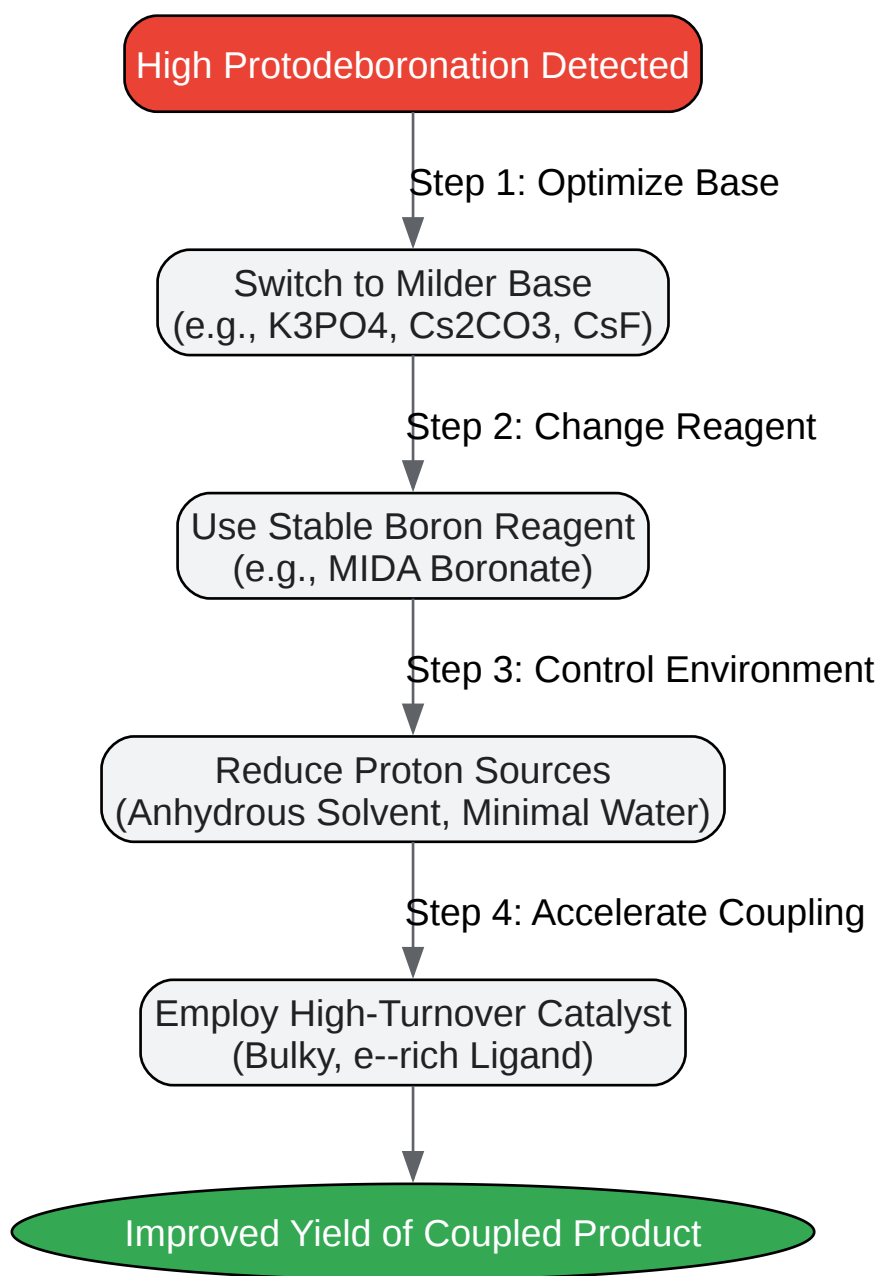 High Protodeboronation Detected
Step 1: Optimize Base
Switch to Milder Base
(e.g., K3PO4, Cs2CO3, CsF)
Step 2: Change Reagent
Use Stable Boron Reagent
(e.g., MIDA Boronate)
Step 3: Control Environment
Reduce Proton Sources
(Anhydrous Solvent, Minimal Water)
Step 4: Accelerate Coupling
Employ High-Turnover Catalyst
(Bulky, e--rich Ligand)
Improved Yield of Coupled Product